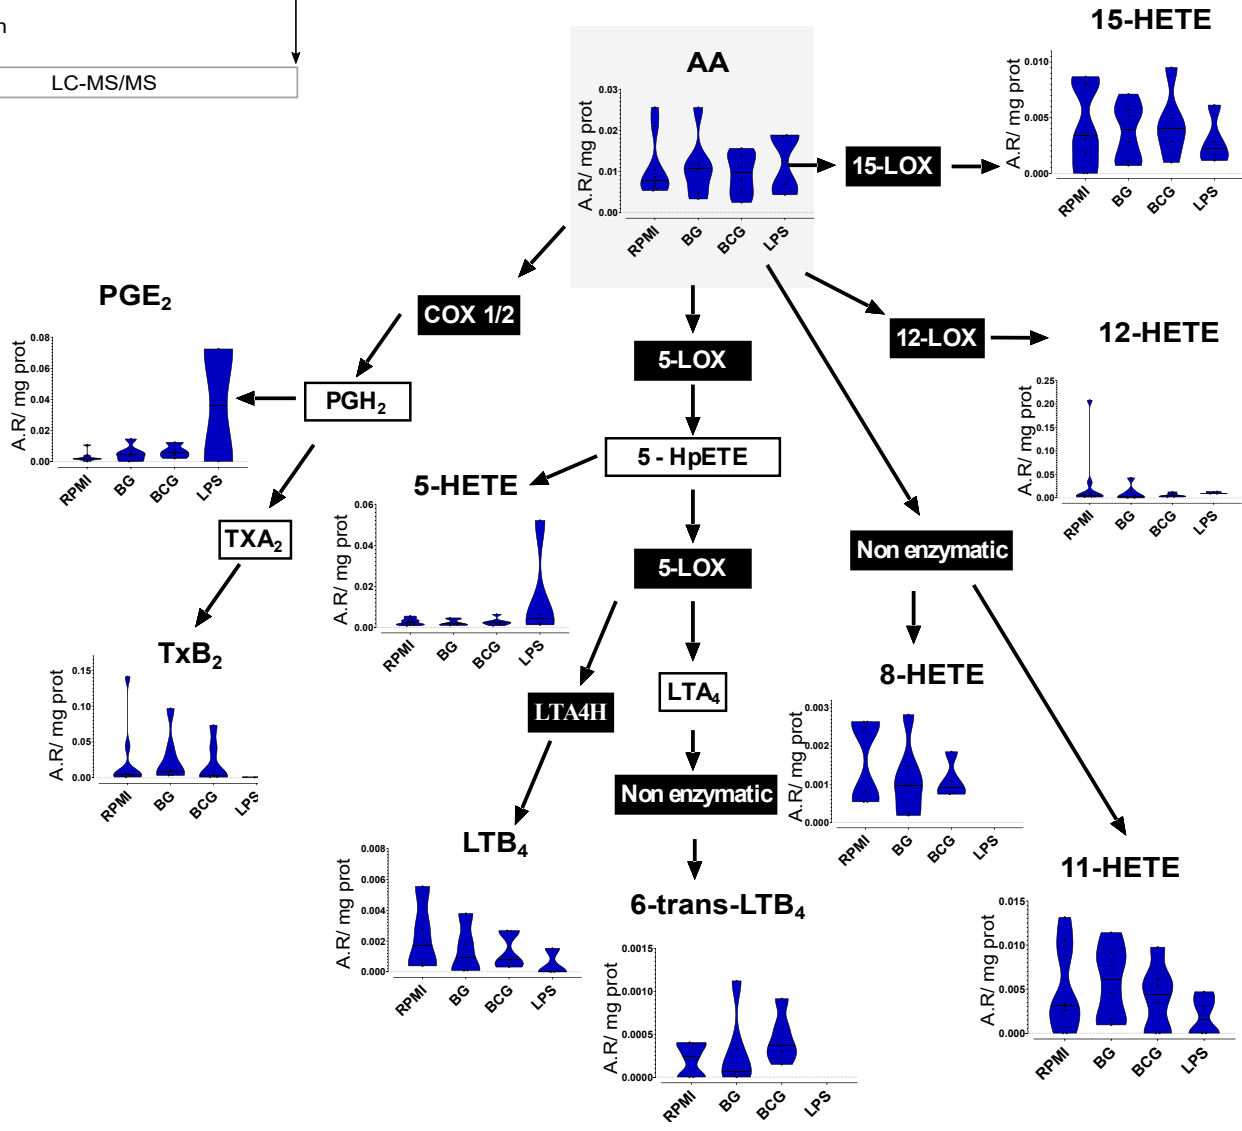 n
LC-MS/MS
15-HETE
A.R/ mg prot
0.010
0.005
0.000
RPMI
BG
BCG
LPS
AA
A.R/ mg prot
0.03
0.02
0.01
0.00
RPMI
BG
BCG
LPS
15-LOX
PGE2
A.R/ mg prot
0.08
0.06
0.04
0.02
0.00
RPMI
BG
BCG
LPS
COX 1/2
PGH2
5-LOX
12-LOX
12-HETE
A.R/ mg prot
0.25
0.20
0.15
0.10
0.05
0.00
RPMI
BG
BCG
LPS
5 - HpETE
5-HETE
A.R/ mg prot
0.06
0.04
0.02
0.00
RPMI
BG
BCG
LPS
TXA2
5-LOX
Non enzymatic
TxB2
A.R/ mg prot
0.15
0.10
0.05
0.00
RPMI
BG
BCG
LPS
LTA4H
LTA4
8-HETE
A.R/ mg prot
0.003
0.002
0.001
0.000
RPMI
BG
BCG
LPS
Non enzymatic
LTB4
A.R/ mg prot
0.008
0.006
0.004
0.002
0.000
RPMI
BG
BCG
LPS
6-trans-LTB4
A.R/ mg prot
0.0015
0.0010
0.0005
0.0000
RPMI
BG
BCG
LPS
11-HETE
A.R/ mg prot
0.015
0.010
0.005
0.000
RPMI
BG
BCG
LPS